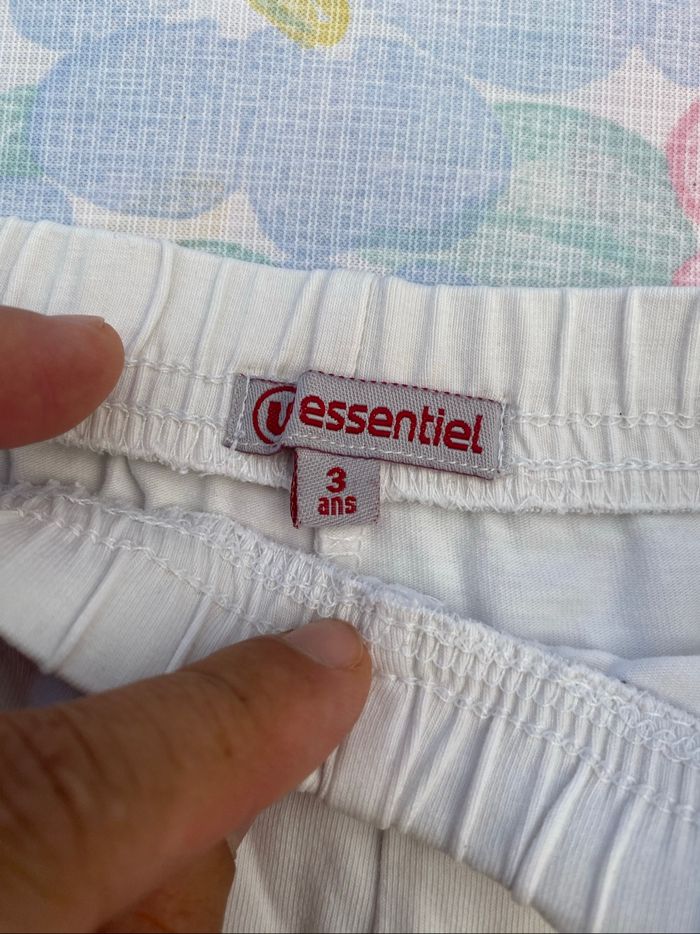 U essentiel
3
ans